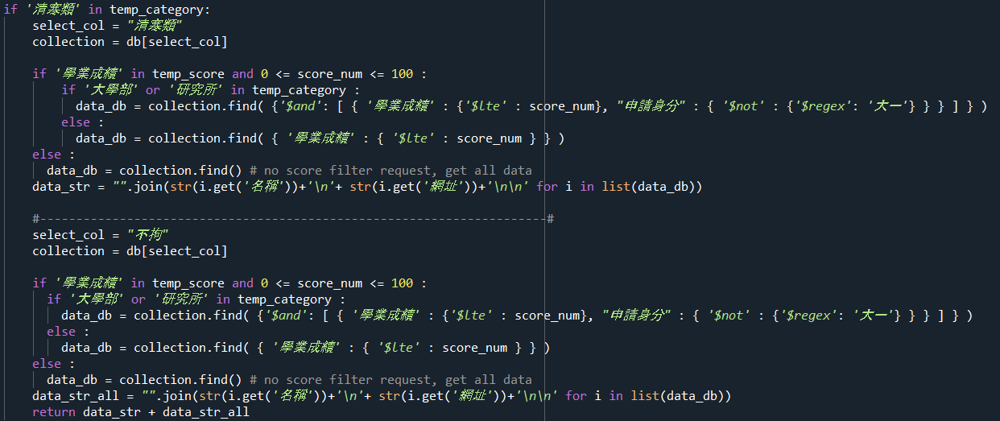 if '清寒類' in temp_category:
select_col = "清寒類"
collection = db[select_col]
if '學業成績' in temp_score and 0 <= score_num <= 100 :
if '大學部' or '研究所' in temp_category :
data_db = collection.find( {'$and': [ { '學業成績' : {'$lte' : score_num}, "申請身分" : { '$not' : {'$regex': '大一'} } } ] } )
else :
data_db = collection.find( { '學業成績' : { '$lte' : score_num } } )
else :
data_db = collection.find() # no score filter request, get all data
data_str = "".join(str(i.get('名稱'))+'\n'+ str(i.get('網址'))+'\n\n' for i in list(data_db))
#----------------------------------------------------------------------#
select_col = "不拘"
collection = db[select_col]
if '學業成績' in temp_score and 0 <= score_num <= 100 :
if '大學部' or '研究所' in temp_category :
data_db = collection.find( {'$and': [ { '學業成績' : {'$lte' : score_num}, "申請身分" : { '$not' : {'$regex': '大一'} } } ] } )
else :
data_db = collection.find( { '學業成績' : { '$lte' : score_num } } )
else :
data_db = collection.find() # no score filter request, get all data
data_str_all = "".join(str(i.get('名稱'))+'\n'+ str(i.get('網址'))+'\n\n' for i in list(data_db))
return data_str + data_str_all